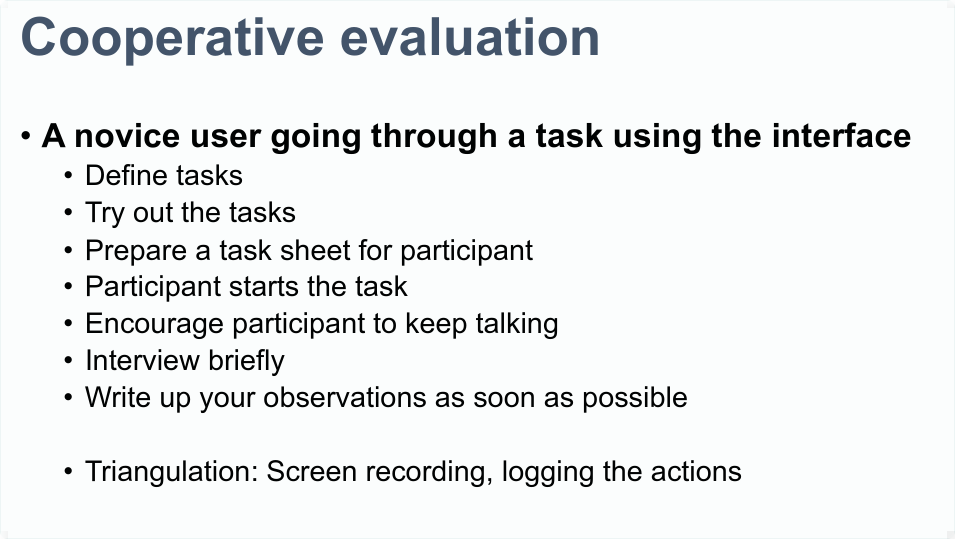 Cooperative evaluation
• A novice user going through a task using the interface
• Define tasks
• Try out the tasks
• Prepare a task sheet for participant
• Participant starts the task
• Encourage participant to keep talking
• Interview briefly
• Write up your observations as soon as possible
• Triangulation: Screen recording, logging the actions